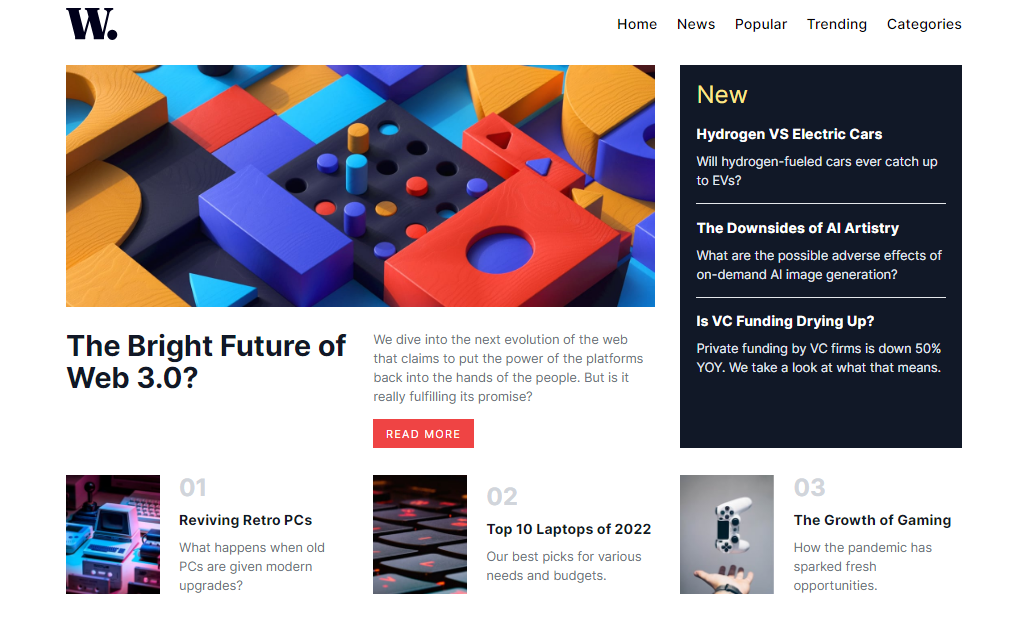 W.
Home News Popular Trending Categories
The Bright Future of
Web 3.0?
We dive into the next evolution of the web
that claims to put the power of the platforms
back into the hands of the people. But is it
really fulfilling its promise?
READ MORE
New
Hydrogen VS Electric Cars
Will hydrogen-fueled cars ever catch up
to EVs?
The Downsides of AI Artistry
What are the possible adverse effects of
on-demand AI image generation?
Is VC Funding Drying Up?
Private funding by VC firms is down 50%
YOY. We take a look at what that means.
01
Reviving Retro PCs
What happens when old
PCs are given modern
upgrades?
02
Top 10 Laptops of 2022
Our best picks for various
needs and budgets.
03
The Growth of Gaming
How the pandemic has
sparked fresh
opportunities.